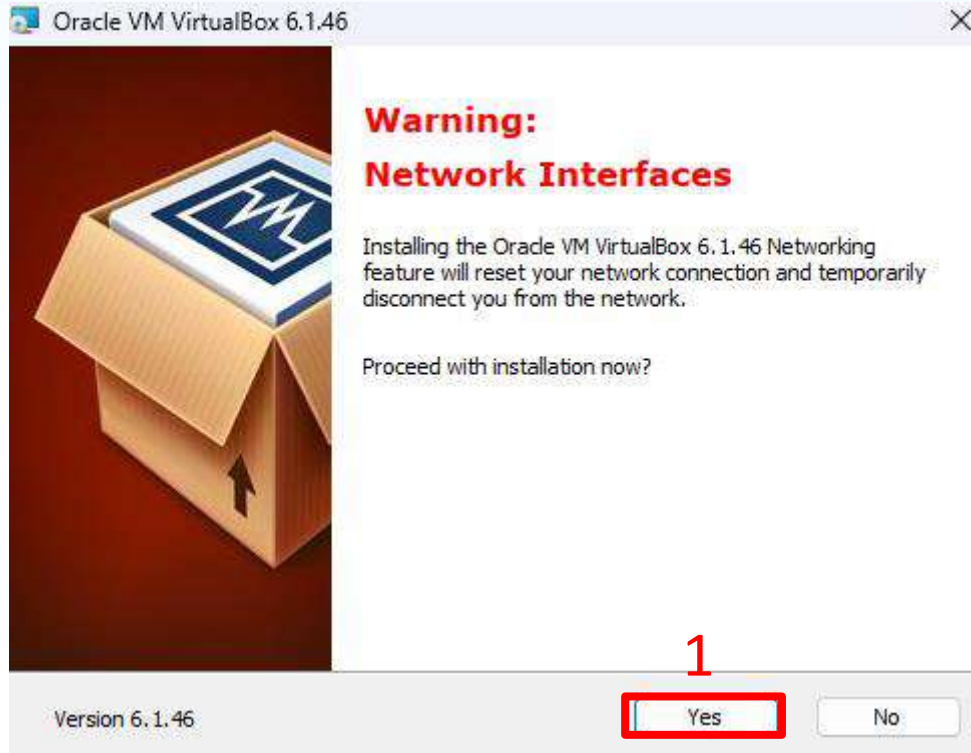 Oracle VM VirtualBox 6.1.46
Warning:
Network Interfaces
Installing the Oracle VM VirtualBox 6.1.46 Networking
feature will reset your network connection and temporarily
disconnect you from the network.
Proceed with installation now?
1
Version 6.1.46
Yes
No